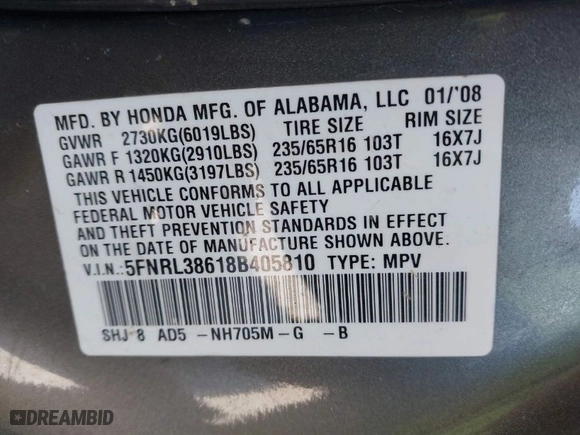 MFD. BY HONDA MFG. OF ALABAMA, LLC 01/'08
GVWR 2730KG(6019LBS) TIRE SIZE RIM SIZE
GAWR F 1320KG(2910LBS) 235/65R16 103T 16X7J
GAWR R 1450KG(3197LBS) 235/65R16 103T 16X7J
THIS VEHICLE CONFORMS TO ALL APPLICABLE
FEDERAL MOTOR VEHICLE SAFETY
AND THEFT PREVENTION STANDARDS IN EFFECT
ON THE DATE OF MANUFACTURE SHOWN ABOVE.
V.I.N.:5FNRL38618B405810 TYPE: MPV
SHJ 8 AD5 -NH705M-G -B
DREAMBID